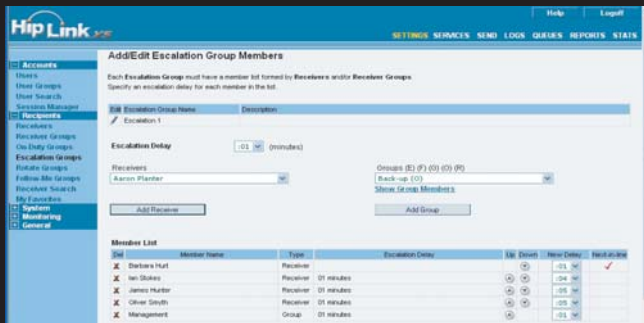 Help Logoff
HipLink xs
SETTINGS SERVICES SEND LOGS QUEUES REPORTS STATS
Accounts
Users
User Groups
User Search
Session Manager
Recipients
Receivers
Receiver Groups
On-Duty Groups
Escalation Groups
Rotate Groups
Follow-Me Groups
Receiver Search
My Favorites
System
Monitoring
General
Add/Edit Escalation Group Members
Each Escalation Group must have a member list formed by Receivers and/or Receiver Groups.
Specify an escalation delay for each member in the list.
Edit Escalation Group Name Description
Escalation 1
Escalation Delay :01 (minutes)
Receivers Groups (E) (F) (O) (O) (R)
Aaron Planter Back-up (O)
Show Group Members
Add Receiver Add Group
Member List
Del Member Name Type Escalation Delay Up Down New Delay Next-in-line
X Barbara Hurt Receiver :01
X Ian Stokes Receiver 01 minutes :04
X James Hunter Receiver 01 minutes :05
X Oliver Smyth Receiver 01 minutes :05
X Management Group 01 minutes :01